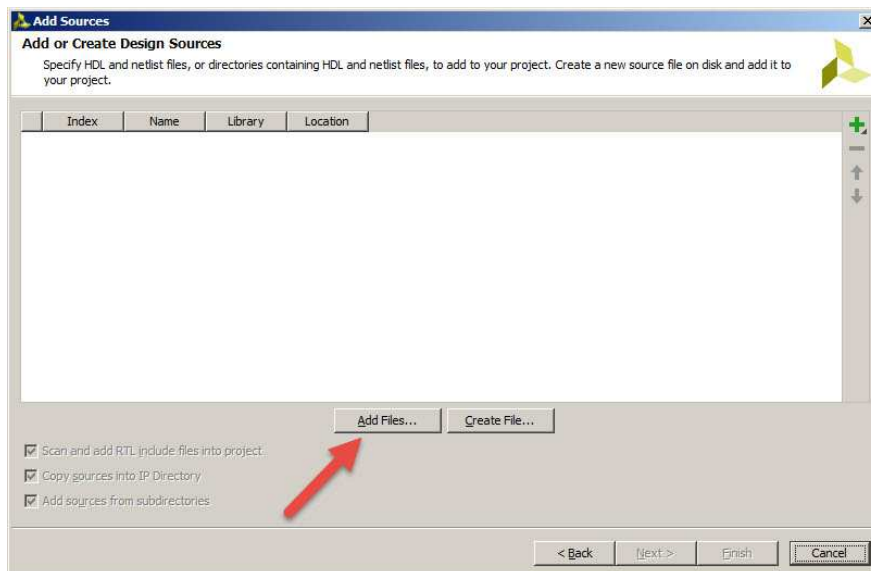 Add Sources
Add or Create Design Sources
Specify HDL and netlist files, or directories containing HDL and netlist files, to add to your project. Create a new source file on disk and add it to
your project.
Index Name Library Location
Add Files... Create File...
Scan and add RTL include files into project
Copy sources into IP Directory
Add sources from subdirectories
< Back Next > Finish Cancel